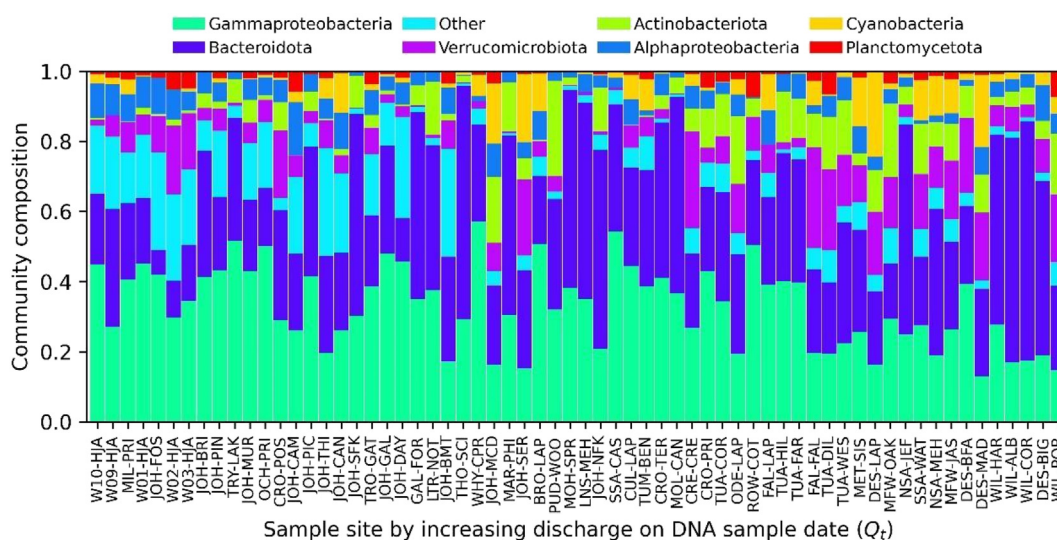 Gammaproteobacteria Other Actinobacteriota Cyanobacteria
Bacteroidota Verrucomicrobiota Alphaproteobacteria Planctomycetota
Community composition
1.0
0.8
0.6
0.4
0.2
0.0
W10-HJA
W09-HJA
MIL-PRI
W01-HJA
JOH-FOS
W02-HJA
W03-HJA
JOH-BRI
JOH-PIN
TRY-LAK
JOH-MUR
OCH-PRI
CRO-POS
JOH-CAM
JOH-PIC
JOH-THI
JOH-CAN
JOH-SFK
TRO-GAT
JOH-GAL
JOH-DAY
GAL-FOR
LTR-NOT
JOH-BMT
THO-SCI
WHY-CPR
JOH-MCD
MAR-PHI
JOH-SER
BRO-LAP
PUD-WOO
MOH-SPR
LNS-MEH
JOH-NFK
SSA-CAS
CUL-LAP
TUM-BEN
CRO-TER
MOL-CAN
CRE-MEH
CRO-PRI
TUA-COR
ODE-LAP
ROW-COT
FAL-LAP
TUA-HIL
TUA-FAR
FAL-FAL
TUA-DIL
TUA-WES
MET-SIS
DES-LAP
MFW-OAK
NSA-JEF
SSA-WAT
NSA-MEH
MFW-JAS
DES-BFA
DES-MAD
WIL-HAR
WIL-ALB
WIL-COR
DES-BIG
Sample site by increasing discharge on DNA sample date (Qt)